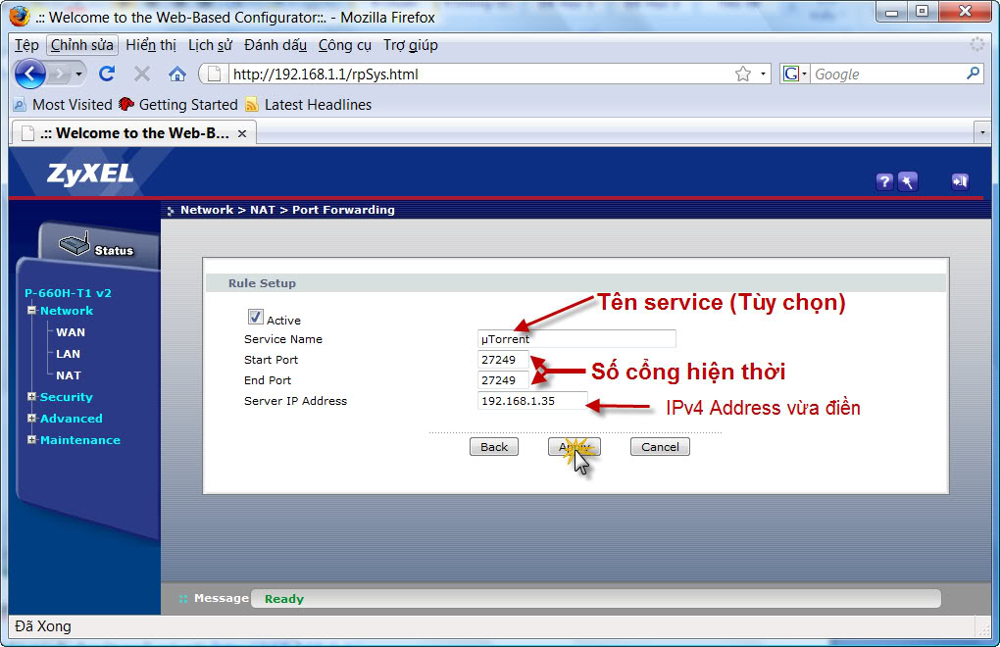 .:: Welcome to the Web-Based Configurator::. - Mozilla Firefox
Tệp Chỉnh sửa Hiển thị Lịch sử Đánh dấu Công cụ Trợ giúp
http://192.168.1.1/rpSys.html
G Google
Most Visited Getting Started Latest Headlines
.:: Welcome to the Web-B...
ZyXEL
Network > NAT > Port Forwarding
Status
P-660H-T1 v2
Network
WAN
LAN
NAT
Security
Advanced
Maintenance
Rule Setup
Active
Tên service (Tùy chọn)
Service Name µTorrent
Start Port 27249
Số cổng hiện thời
End Port 27249
Server IP Address 192.168.1.35
IPv4 Address vừa điền
Back Cancel
Message Ready
Đã Xong